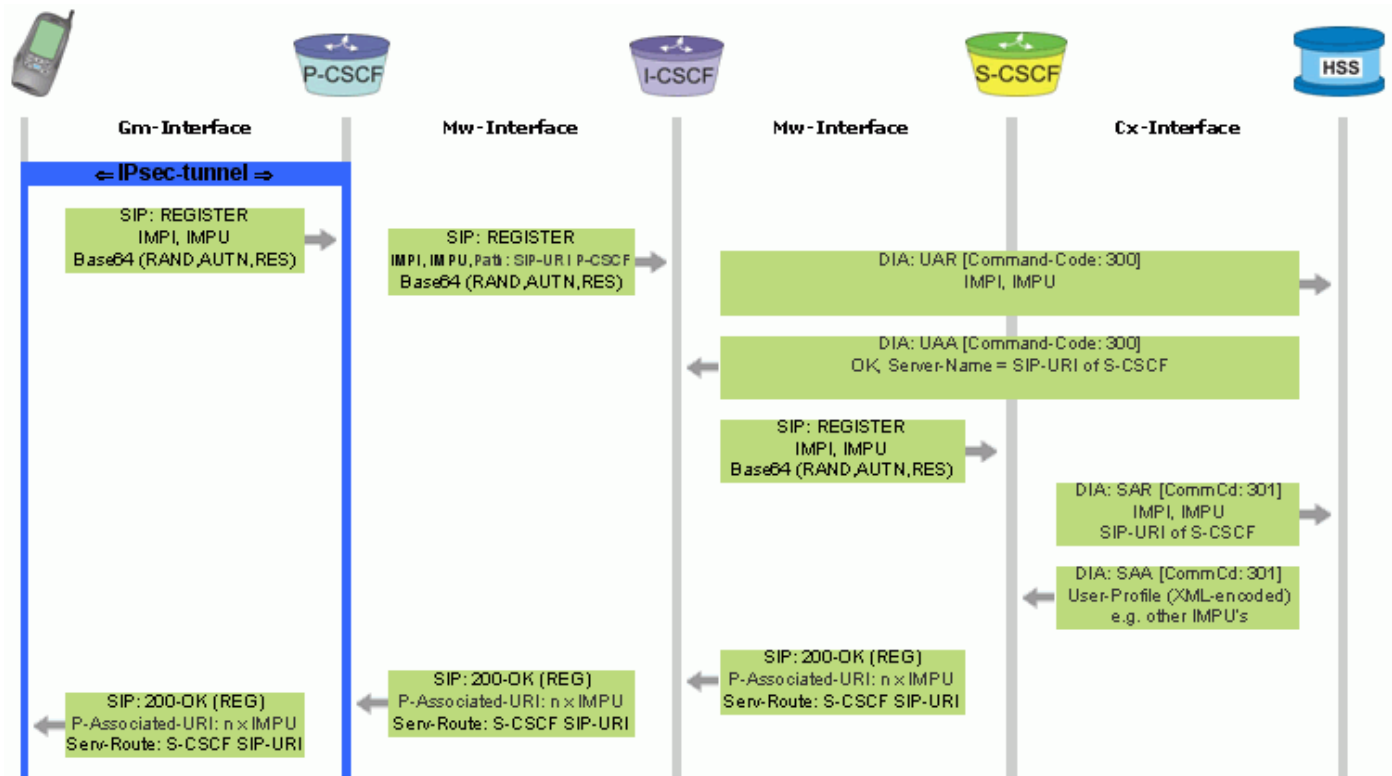 P-CSCF
I-CSCF
S-CSCF
HSS
Gm-Interface
Mw-Interface
Mw-Interface
Cx-Interface
⇐ IPsec-tunnel ⇒
SIP: REGISTER
IMPI, IMPU
Base64 (RAND,AUTN,RES)
SIP: REGISTER
IMPI, IMPU,Path: SIP-URI P-CSCF
Base64 (RAND,AUTN,RES)
DIA: UAR [Command-Code: 300]
IMPI, IMPU
DIA: UAA [Command-Code: 300]
OK, Server-Name = SIP-URI of S-CSCF
SIP: REGISTER
IMPI, IMPU
Base64 (RAND,AUTN,RES)
DIA: SAR [CommCd: 301]
IMPI, IMPU
SIP-URI of S-CSCF
DIA: SAA [CommCd: 301]
User-Profile (XML-encoded)
e.g. other IMPU's
SIP: 200-OK (REG)
P-Associated-URI: n x IMPU
Serv-Route: S-CSCF SIP-URI
SIP: 200-OK (REG)
P-Associated-URI: n x IMPU
Serv-Route: S-CSCF SIP-URI
SIP: 200-OK (REG)
P-Associated-URI: n x IMPU
Serv-Route: S-CSCF SIP-URI